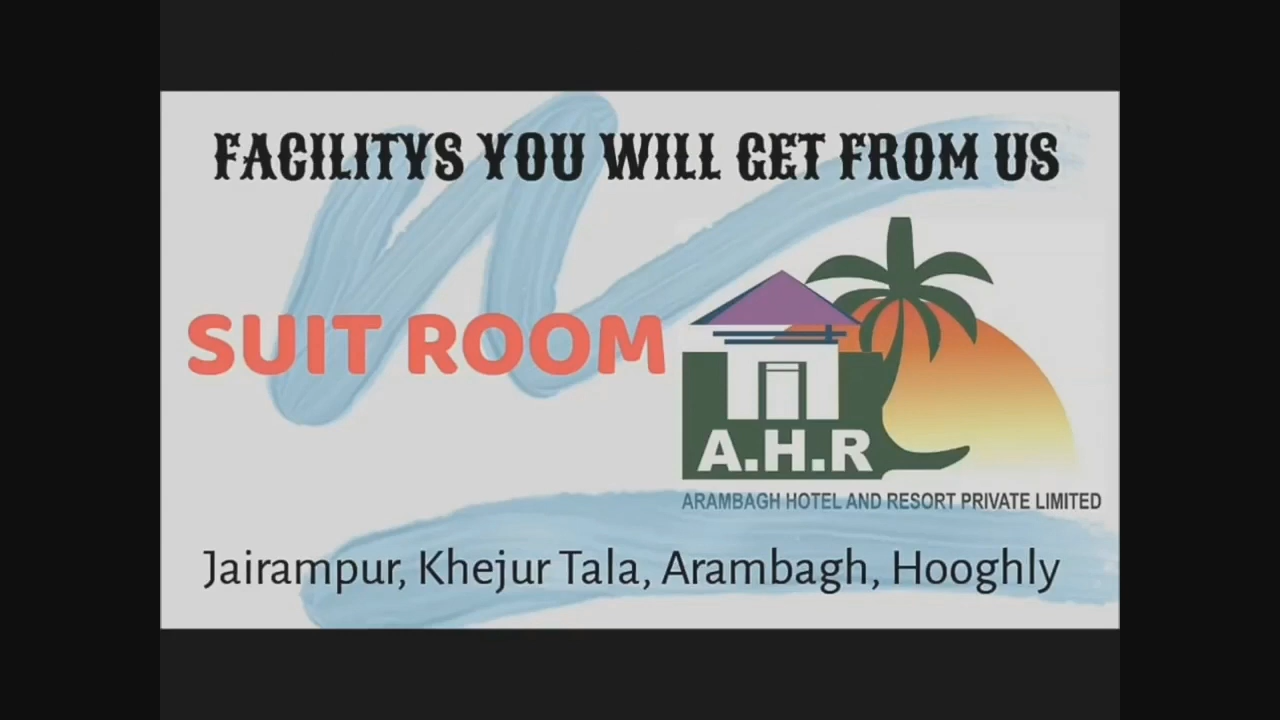 FACILITYS YOU WILL GET FROM US
SUIT ROOM
A.H.R
ARAMBAGH HOTEL AND RESORT PRIVATE LIMITED
Jairampur, Khejur Tala, Arambagh, Hooghly